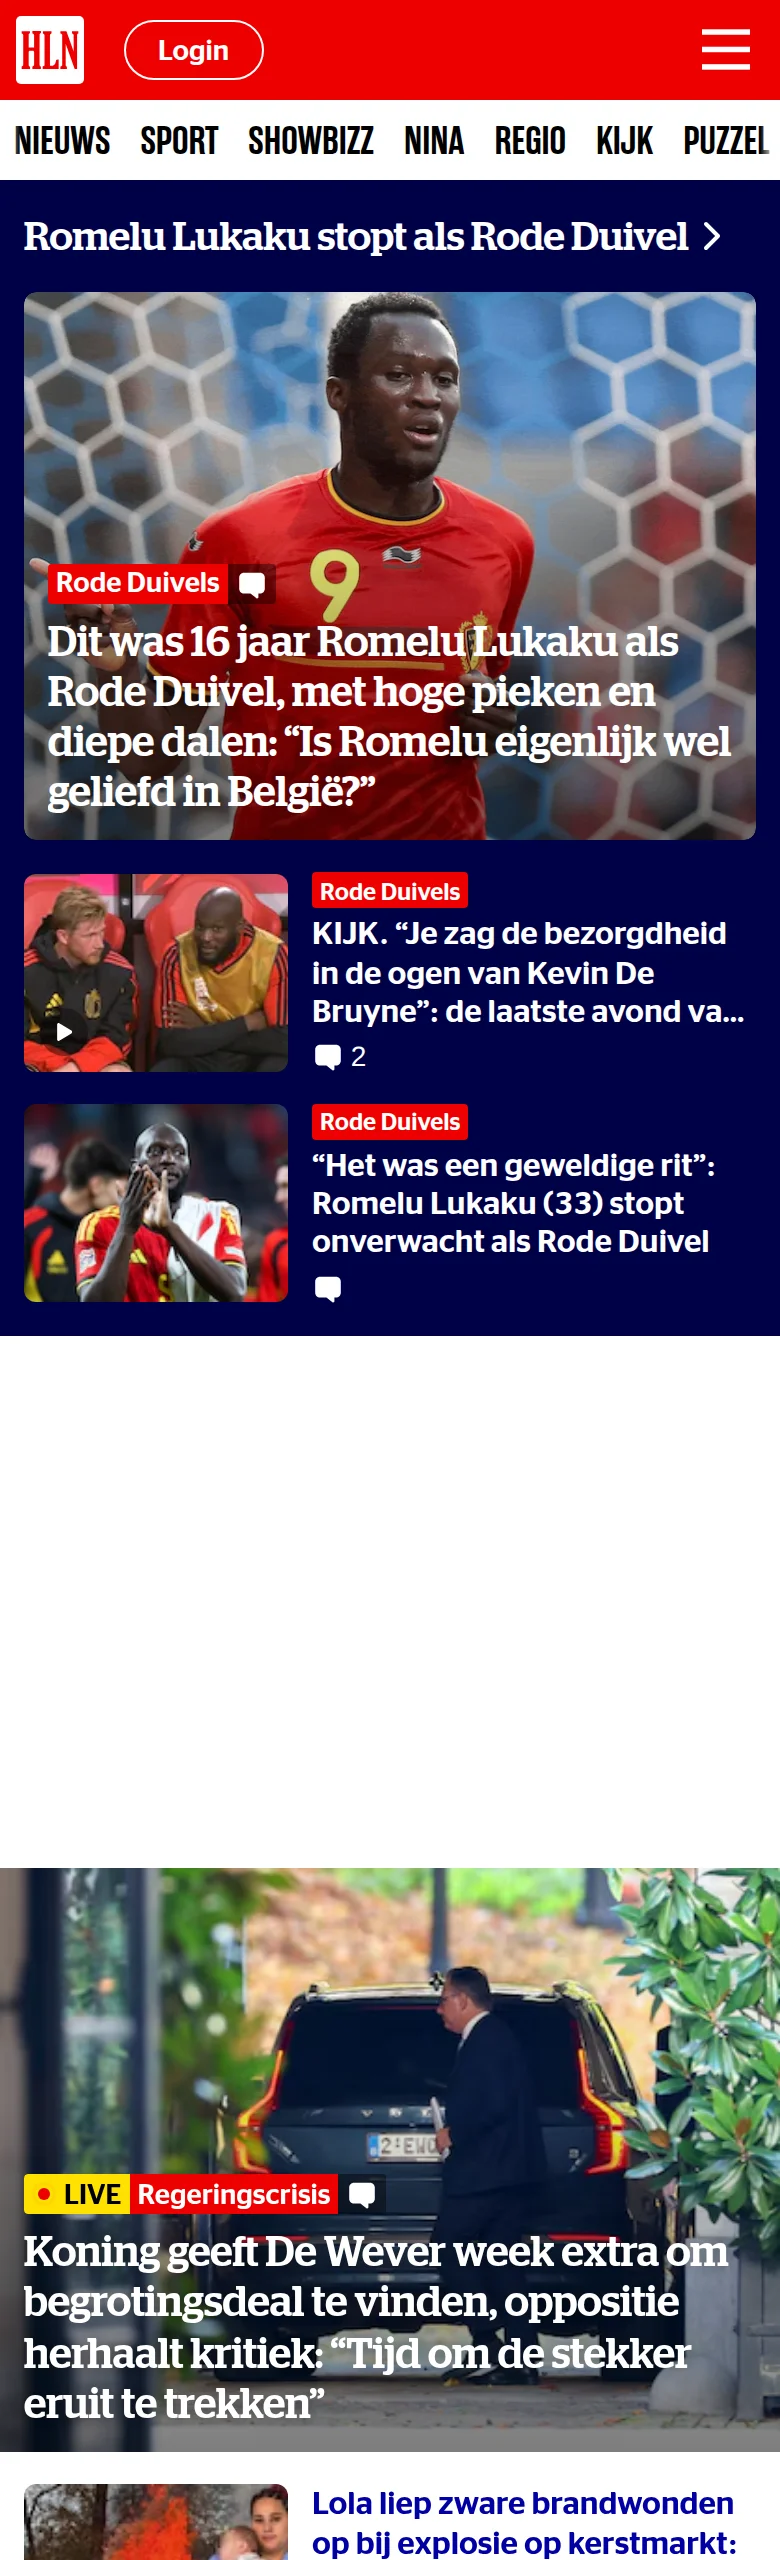 HLN
Login
NIEUWS SPORT SHOWBIZZ NINA REGIO KIJK PUZZEL
Romelu Lukaku stopt als Rode Duivel
9
Rode Duivels
Dit was 16 jaar Romelu Lukaku als
Rode Duivel, met hoge pieken en
diepe dalen: “Is Romelu eigenlijk wel
geliefd in België?”
Rode Duivels
KIJK. “Je zag de bezorgdheid
in de ogen van Kevin De
Bruyne”: de laatste avond va...
2
Rode Duivels
“Het was een geweldige rit”:
Romelu Lukaku (33) stopt
onverwacht als Rode Duivel
LIVE Regeringscrisis
Koning geeft De Wever week extra om
begrotingsdeal te vinden, oppositie
herhaalt kritiek: “Tijd om de stekker
eruit te trekken”
Lola liep zware brandwonden
op bij explosie op kerstmarkt: